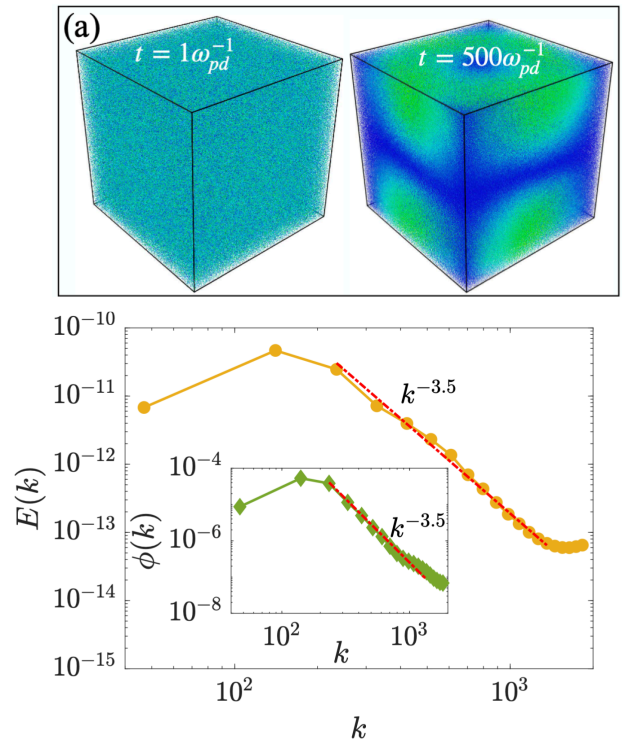 (a)
t = 1ω_{pd}^{-1}
t = 500ω_{pd}^{-1}
10^{-10}
10^{-11}
10^{-12}
10^{-13}
10^{-14}
10^{-15}
E(k)
k^{-3.5}
10^{-4}
10^{-6}
10^{-8}
ϕ(k)
k^{-3.5}
10^{2}
10^{3}
k
10^{2}
10^{3}
k